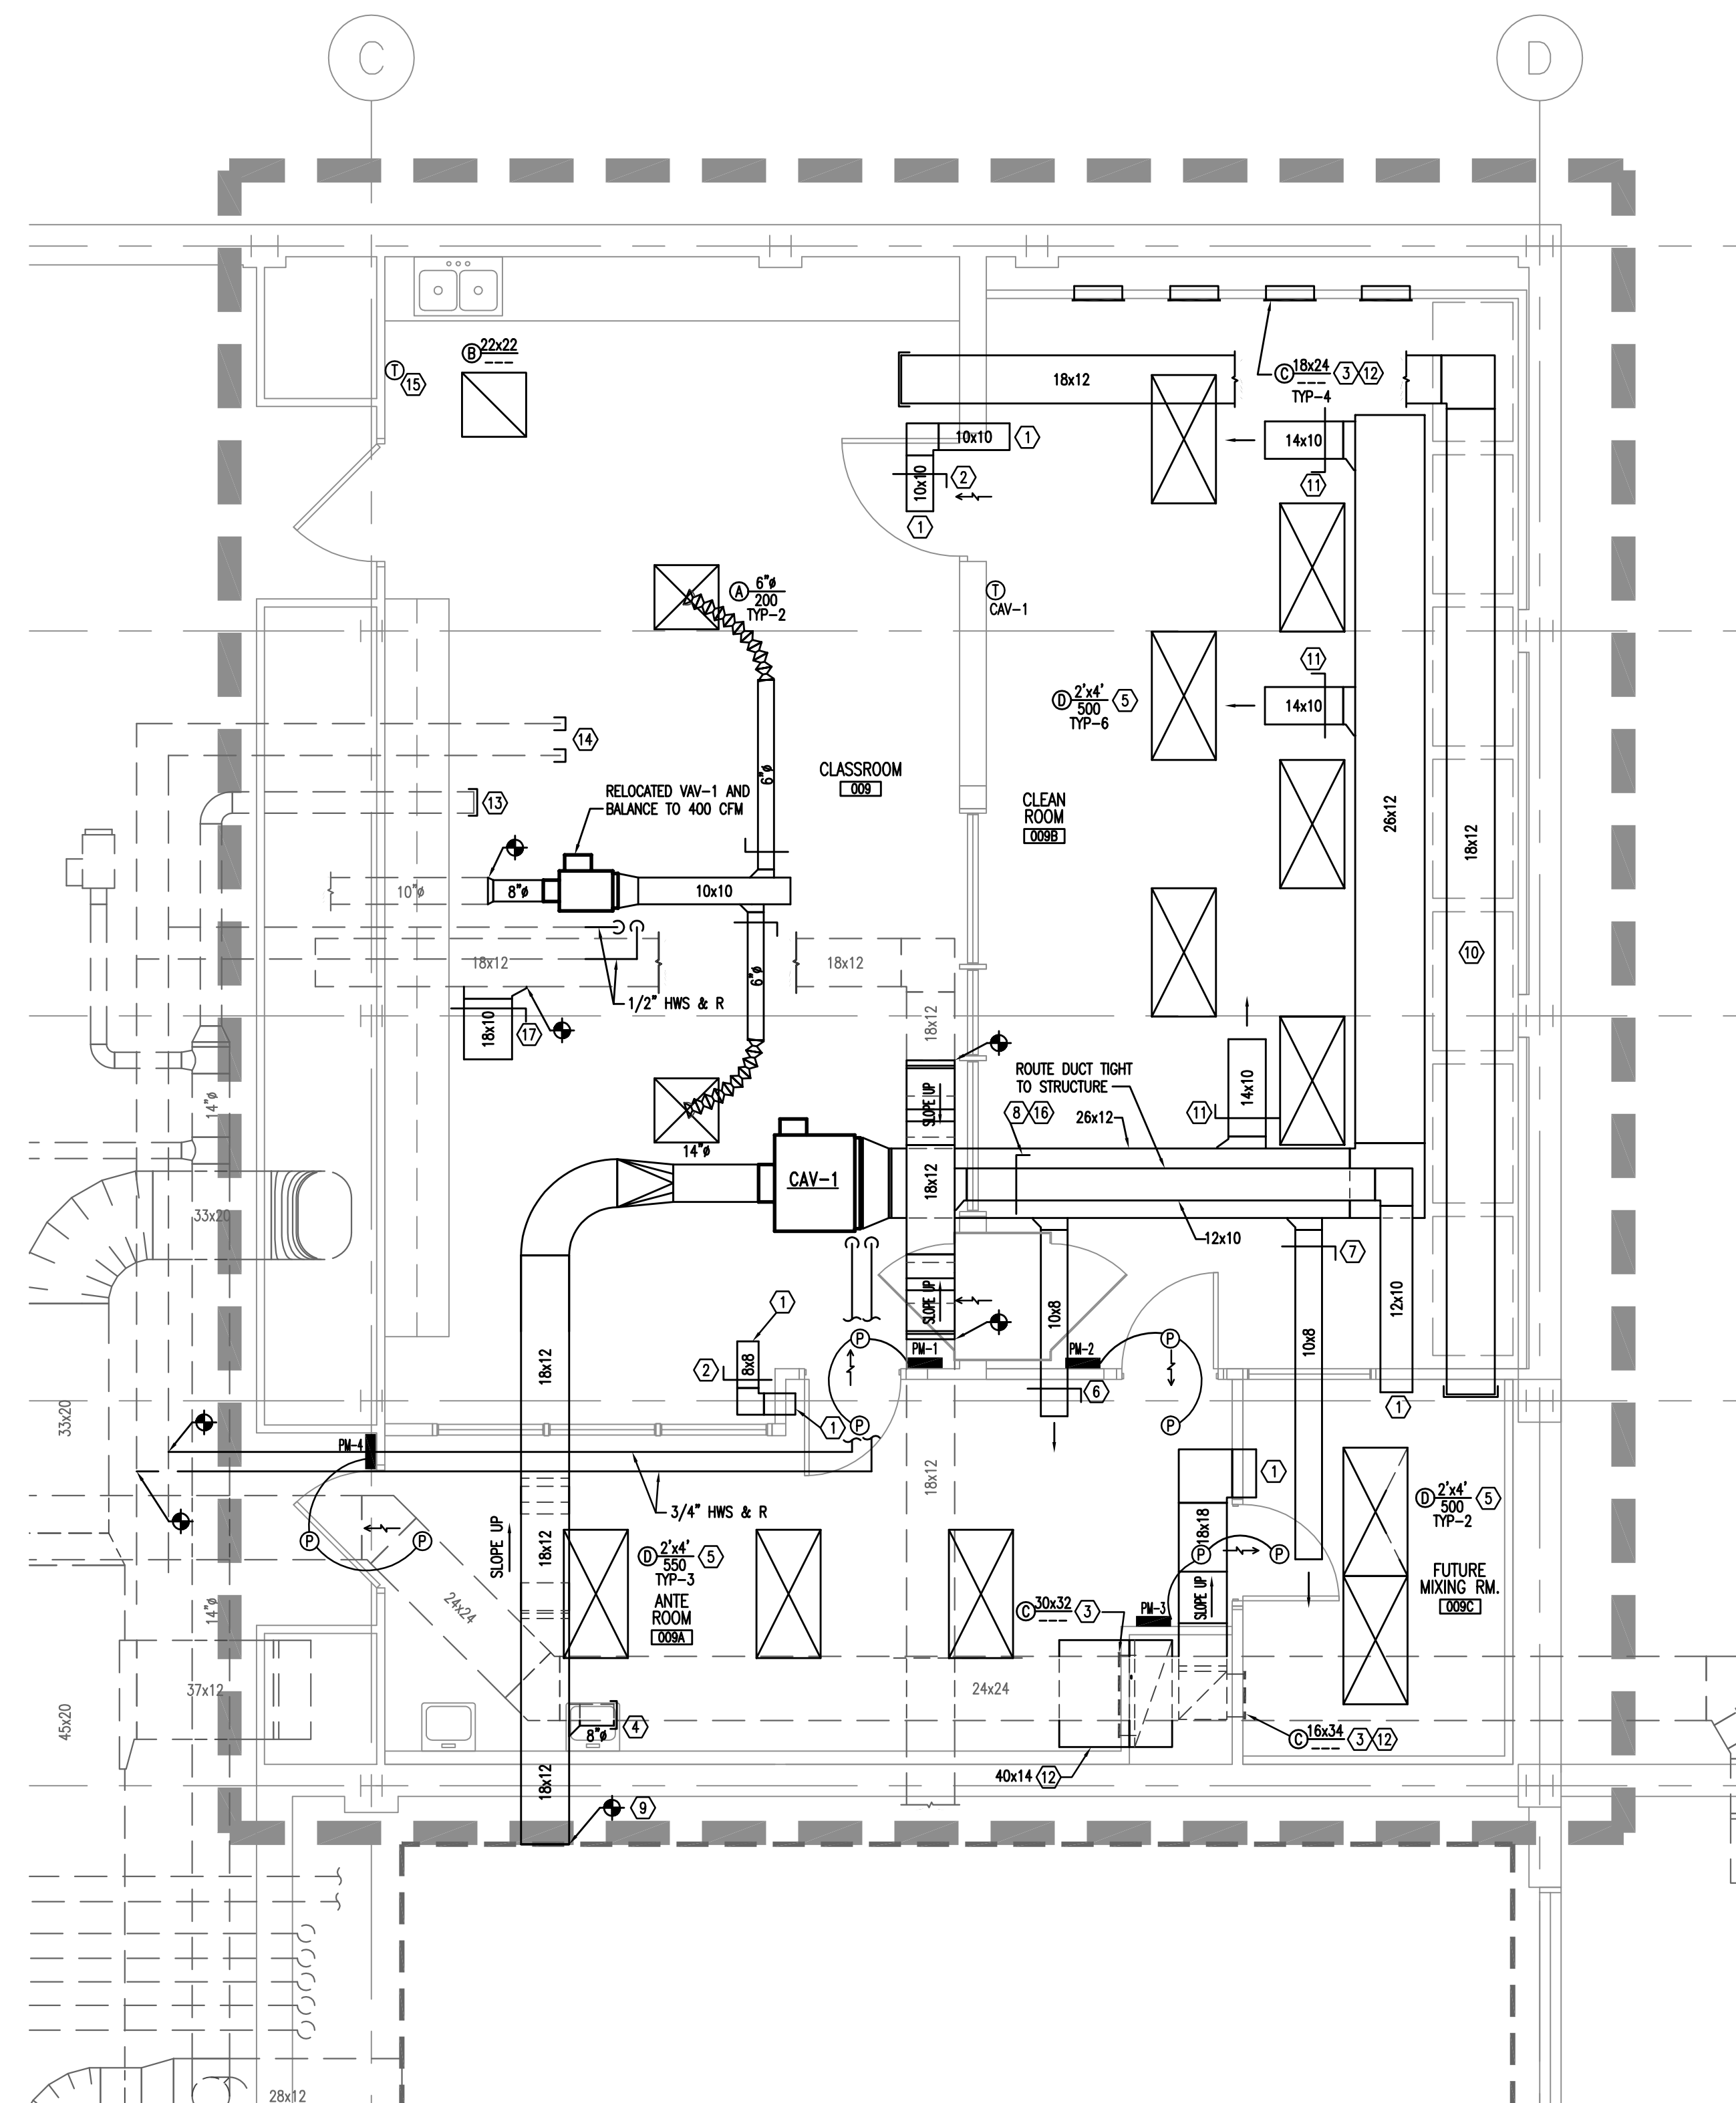 C
D
B 22x22
---
T
15
18x12
C 18x24 3 12
---
TYP-4
10x10 1
10x10
2
1
14x10
11
A 6"ø
200
TYP-2
T
CAV-1
11
14x10
D 2'x4' 5
500
TYP-6
14
6"ø
CLASSROOM
009
RELOCATED VAV-1 AND
BALANCE TO 400 CFM
13
CLEAN
ROOM
009B
26x12
18x12
10"ø
8"ø
10x10
10
18x12
6"ø
18x12
1/2" HWS & R
18x10
17
18x12
ROUTE DUCT TIGHT
TO STRUCTURE
8 16
26x12
SLOPE UP
14x10
11
14"ø
14"ø
CAV-1
18x12
33x20
12x10
7
SLOPE UP
10x8
12x10
10x8
1
PM-1
P
P
PM-2
18x12
8x8
2
6
1
1
33x20
P
P
PM-4
18x12
1
3/4" HWS & R
D 2'x4' 5
500
TYP-2
P
P
SLOPE UP
18x12
18x18
P
P
D 2'x4' 5
550
TYP-3
ANTE
ROOM
009A
24x24
14"ø
C 30x32 3
---
PM-3
SLOPE UP
FUTURE
MIXING RM.
009C
37x12
45x20
24x24
8"ø
4
C 16x34 3 12
---
18x12
40x14 12
9
28x12